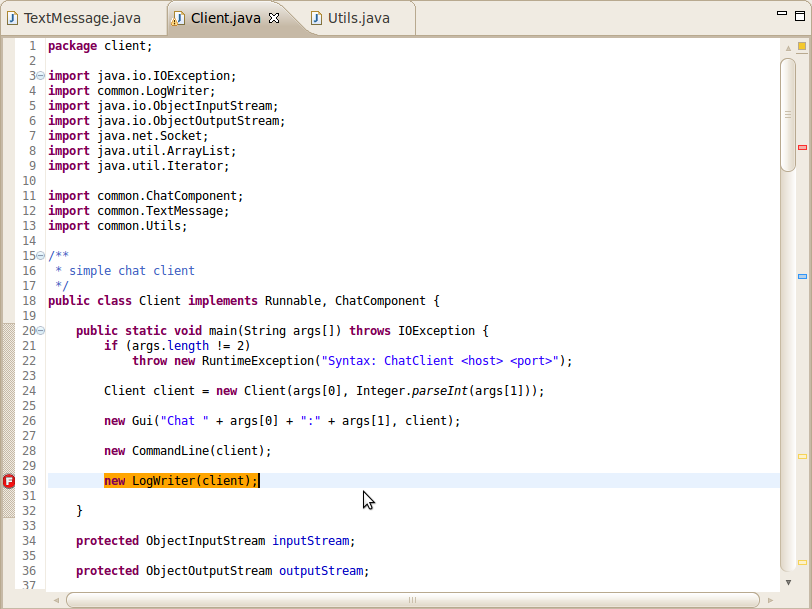 TextMessage.java Client.java Utils.java
1 package client;
2
3 import java.io.IOException;
4 import common.LogWriter;
5 import java.io.ObjectInputStream;
6 import java.io.ObjectOutputStream;
7 import java.net.Socket;
8 import java.util.ArrayList;
9 import java.util.Iterator;
10
11 import common.ChatComponent;
12 import common.TextMessage;
13 import common.Utils;
14
15 /**
16  * simple chat client
17  */
18 public class Client implements Runnable, ChatComponent {
19
20     public static void main(String args[]) throws IOException {
21         if (args.length != 2)
22             throw new RuntimeException("Syntax: ChatClient <host> <port>");
23
24         Client client = new Client(args[0], Integer.parseInt(args[1]));
25
26         new Gui("Chat " + args[0] + ":" + args[1], client);
27
28         new CommandLine(client);
29
F 30         new LogWriter(client);
31
32     }
33
34     protected ObjectInputStream inputStream;
35
36     protected ObjectOutputStream outputStream;
37